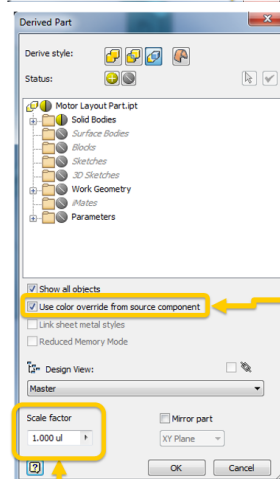 Derived Part
Derive style:
Status:
Motor Layout Part.ipt
Solid Bodies
Surface Bodies
Blocks
Sketches
3D Sketches
Work Geometry
iMates
Parameters
Show all objects
Use color override from source component
Link sheet metal styles
Reduced Memory Mode
Design View:
Master
Scale factor
Mirror part
1.000 ul
XY Plane
OK
Cancel